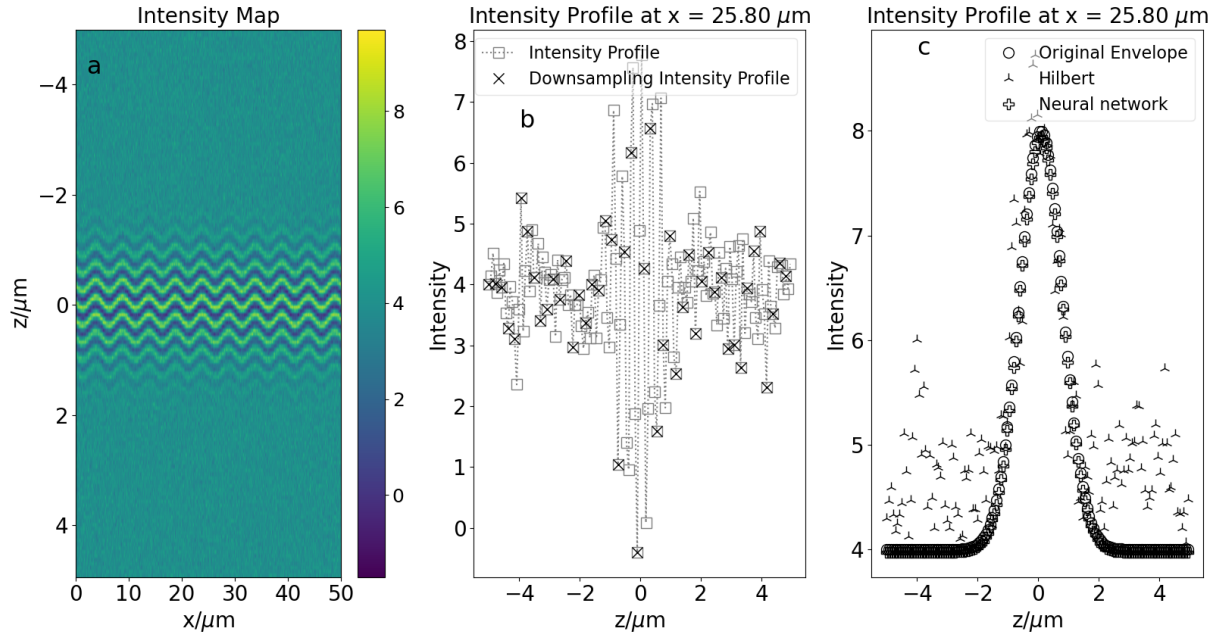 Intensity Map
a
−4
−2
0
2
4
z/μm
0 10 20 30 40 50
x/μm
8
6
4
2
0
Intensity Profile at x = 25.80 μm
Intensity Profile
Downsampling Intensity Profile
b
8
7
6
5
4
3
2
1
0
Intensity
−4 −2 0 2 4
z/μm
Intensity Profile at x = 25.80 μm
c
Original Envelope
Hilbert
Neural network
8
7
6
5
4
Intensity
−4 −2 0 2 4
z/μm